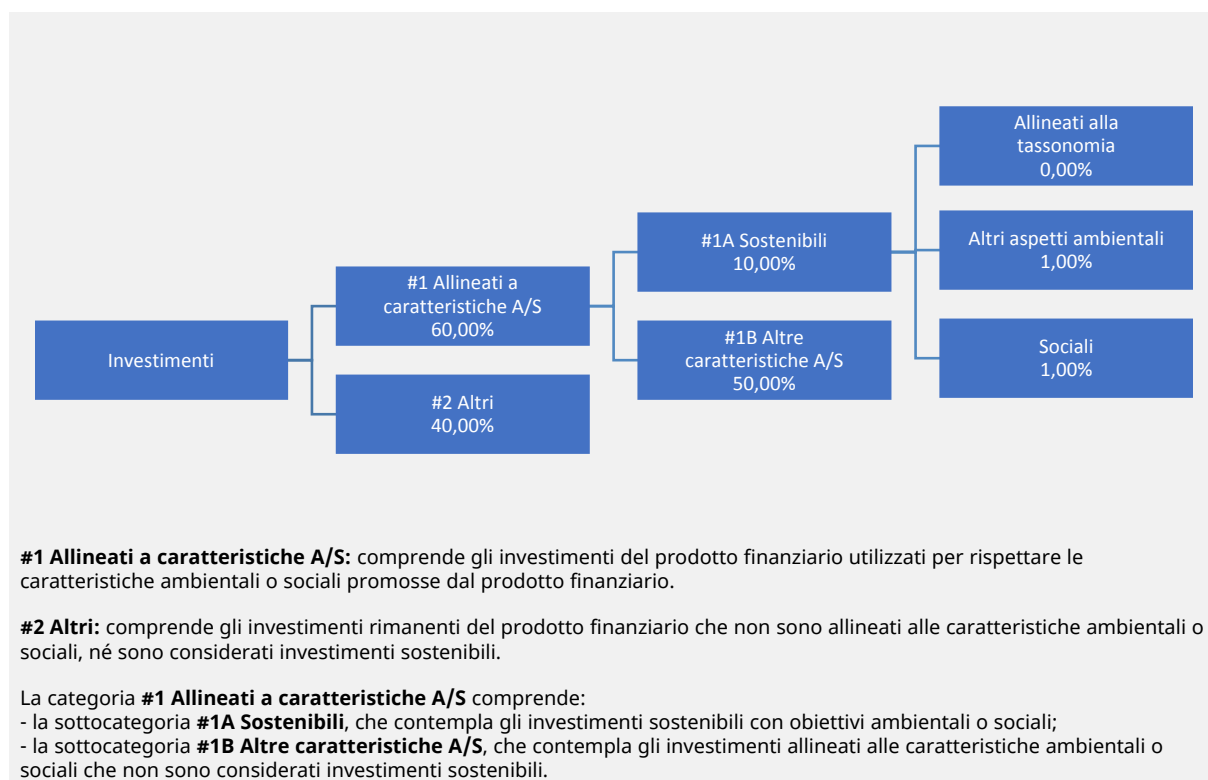 Investimenti
#1 Allineati a
caratteristiche A/S
60,00%
#2 Altri
40,00%
#1A Sostenibili
10,00%
#1B Altre
caratteristiche A/S
50,00%
Allineati alla
tassonomia
0,00%
Altri aspetti ambientali
1,00%
Sociali
1,00%
#1 Allineati a caratteristiche A/S: comprende gli investimenti del prodotto finanziario utilizzati per rispettare le
caratteristiche ambientali o sociali promosse dal prodotto finanziario.
#2 Altri: comprende gli investimenti rimanenti del prodotto finanziario che non sono allineati alle caratteristiche ambientali o
sociali, né sono considerati investimenti sostenibili.
La categoria #1 Allineati a caratteristiche A/S comprende:
- la sottocategoria #1A Sostenibili, che contempla gli investimenti sostenibili con obiettivi ambientali o sociali;
- la sottocategoria #1B Altre caratteristiche A/S, che contempla gli investimenti allineati alle caratteristiche ambientali o
sociali che non sono considerati investimenti sostenibili.